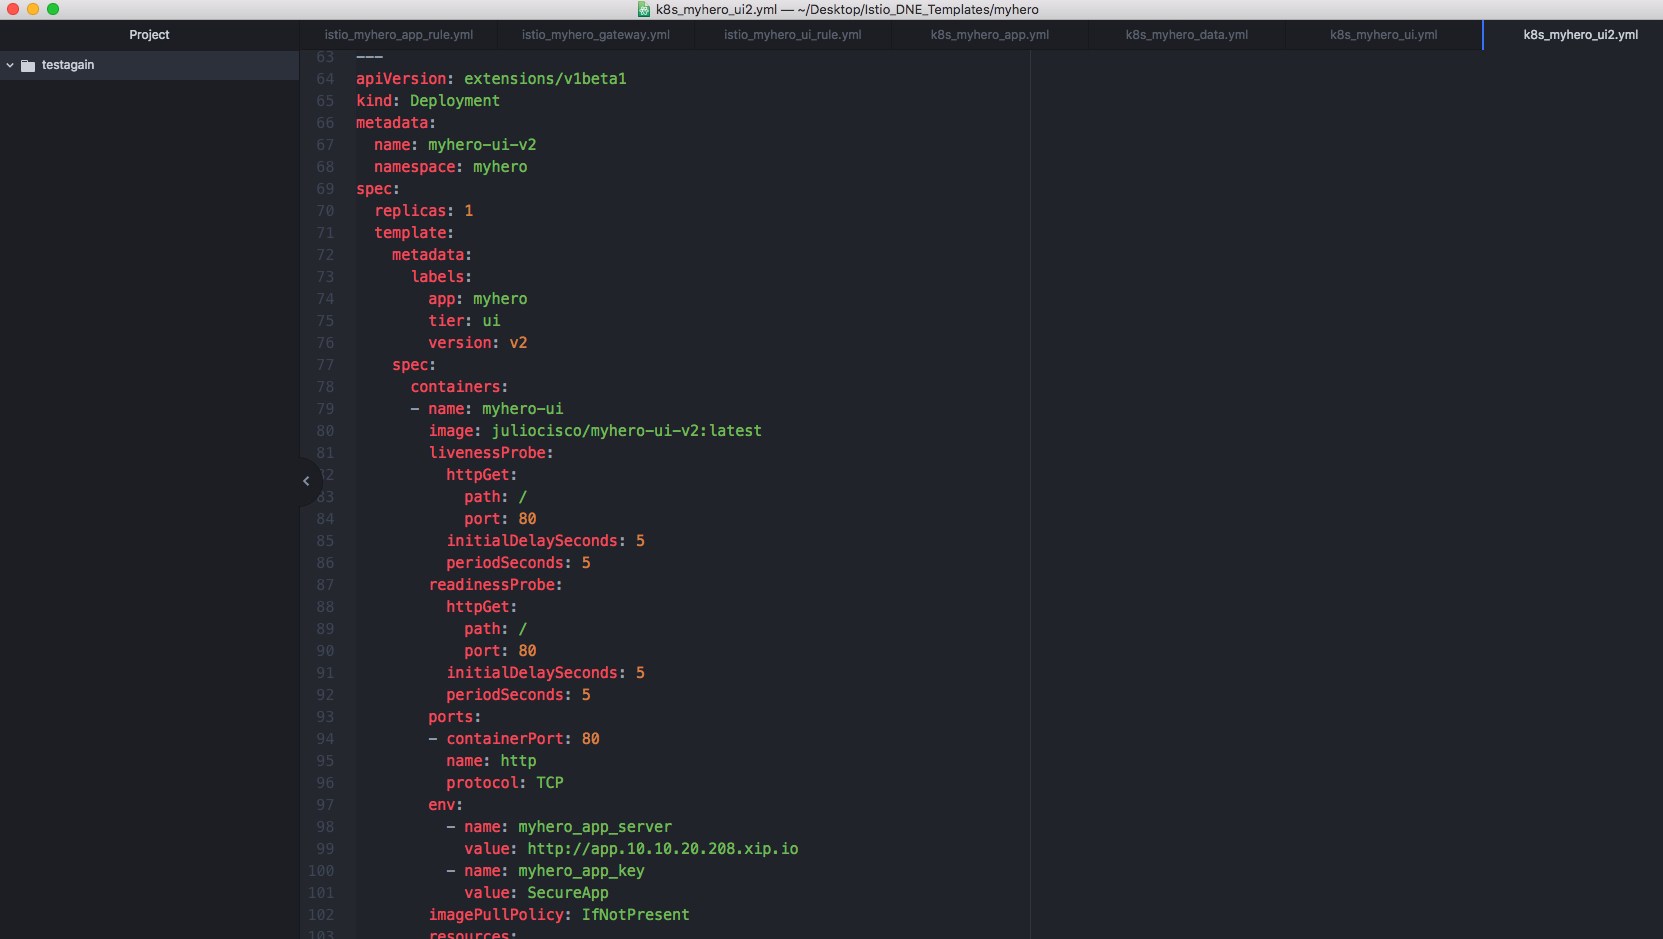 k8s_myhero_ui2.yml — ~/Desktop/Istio_DNE_Templates/myhero
Project
istio_myhero_app_rule.yml
istio_myhero_gateway.yml
istio_myhero_ui_rule.yml
k8s_myhero_app.yml
k8s_myhero_data.yml
k8s_myhero_ui.yml
k8s_myhero_ui2.yml
testagain
63 ---
64 apiVersion: extensions/v1beta1
65 kind: Deployment
66 metadata:
67   name: myhero-ui-v2
68   namespace: myhero
69 spec:
70   replicas: 1
71   template:
72     metadata:
73       labels:
74         app: myhero
75         tier: ui
76         version: v2
77     spec:
78       containers:
79       - name: myhero-ui
80         image: juliocisco/myhero-ui-v2:latest
81         livenessProbe:
82           httpGet:
83             path: /
84             port: 80
85           initialDelaySeconds: 5
86           periodSeconds: 5
87         readinessProbe:
88           httpGet:
89             path: /
90             port: 80
91           initialDelaySeconds: 5
92           periodSeconds: 5
93         ports:
94         - containerPort: 80
95           name: http
96           protocol: TCP
97         env:
98           - name: myhero_app_server
99             value: http://app.10.10.20.208.xip.io
100           - name: myhero_app_key
101             value: SecureApp
102         imagePullPolicy: IfNotPresent
103         resources: